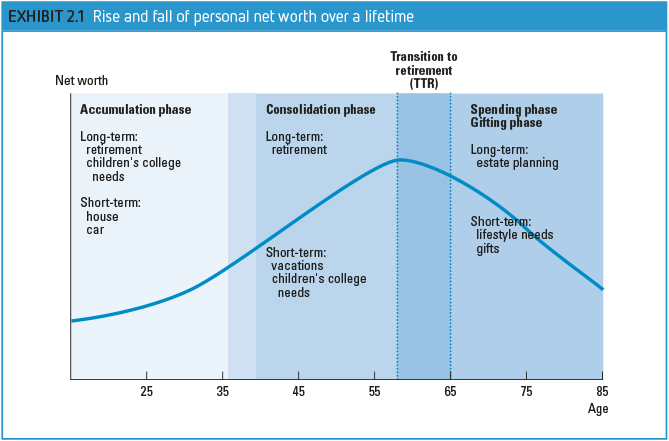 EXHIBIT 2.1 Rise and fall of personal net worth over a lifetime
Net worth
Transition to
retirement
(TTR)
Accumulation phase
Long-term:
retirement
children's college
needs
Short-term:
house
car
Consolidation phase
Long-term:
retirement
Short-term:
vacations
children's college
needs
Spending phase
Gifting phase
Long-term:
estate planning
Short-term:
lifestyle needs
gifts
25 35 45 55 65 75 85
Age